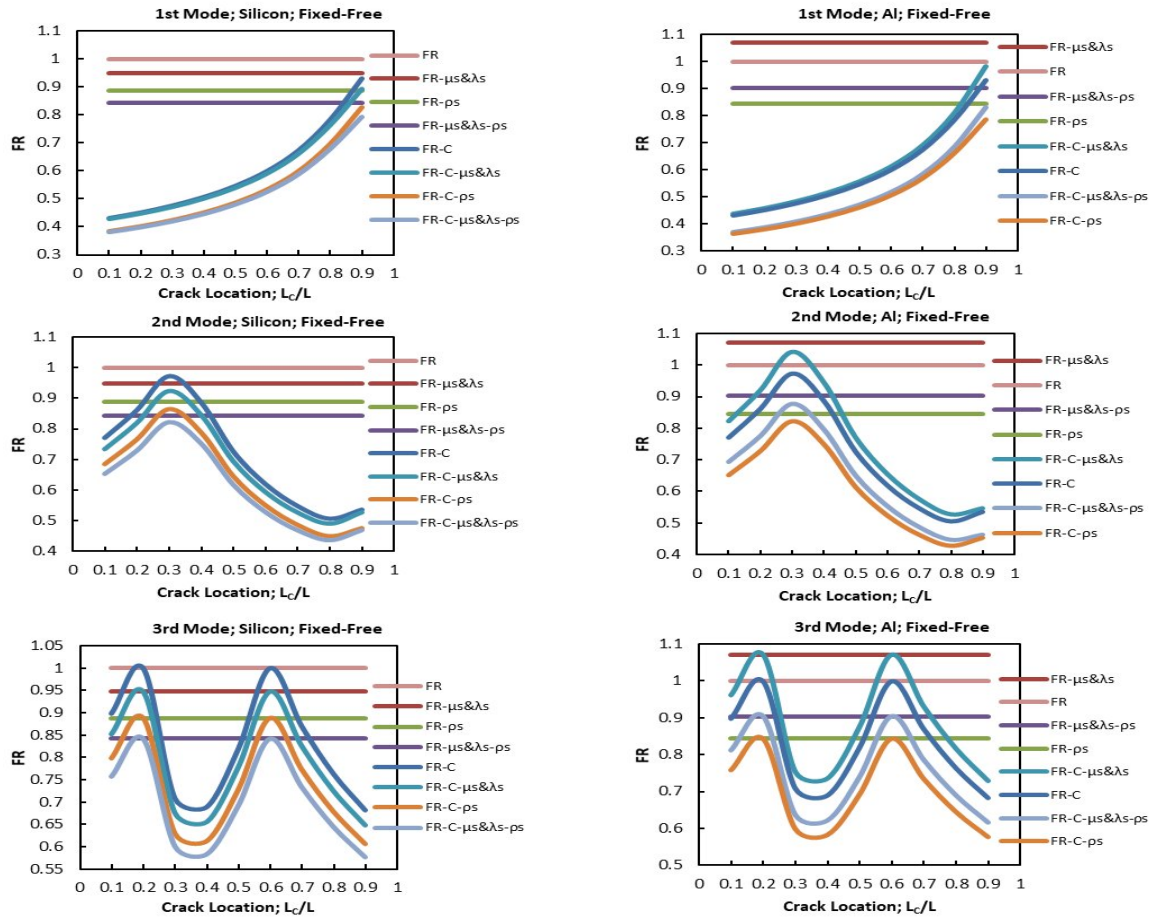 1st Mode; Silicon; Fixed-Free
1.1
1
0.9
0.8
0.7
0.6
0.5
0.4
0.3
FR
0 0.1 0.2 0.3 0.4 0.5 0.6 0.7 0.8 0.9 1
Crack Location; L_C/L
FR
FR-μs&λs
FR-ρs
FR-μs&λs-ρs
FR-C
FR-C-μs&λs
FR-C-ρs
FR-C-μs&λs-ρs
1st Mode; Al; Fixed-Free
1.1
1
0.9
0.8
0.7
0.6
0.5
0.4
0.3
FR
0 0.1 0.2 0.3 0.4 0.5 0.6 0.7 0.8 0.9 1
Crack Location; L_C/L
FR-μs&λs
FR
FR-μs&λs-ρs
FR-ρs
FR-C-μs&λs
FR-C
FR-C-μs&λs-ρs
FR-C-ρs
2nd Mode; Silicon; Fixed-Free
1.1
1
0.9
0.8
0.7
0.6
0.5
0.4
FR
0 0.1 0.2 0.3 0.4 0.5 0.6 0.7 0.8 0.9 1
Crack Location; L_C/L
FR
FR-μs&λs
FR-ρs
FR-μs&λs-ρs
FR-C
FR-C-μs&λs
FR-C-ρs
FR-C-μs&λs-ρs
2nd Mode; Al; Fixed-Free
1.1
1
0.9
0.8
0.7
0.6
0.5
0.4
FR
0 0.1 0.2 0.3 0.4 0.5 0.6 0.7 0.8 0.9 1
Crack Location; L_C/L
FR-μs&λs
FR
FR-μs&λs-ρs
FR-ρs
FR-C-μs&λs
FR-C
FR-C-μs&λs-ρs
FR-C-ρs
3rd Mode; Silicon; Fixed-Free
1.05
1
0.95
0.9
0.85
0.8
0.75
0.7
0.65
0.6
0.55
FR
0 0.1 0.2 0.3 0.4 0.5 0.6 0.7 0.8 0.9 1
Crack Location; L_C/L
FR
FR-μs&λs
FR-ρs
FR-μs&λs-ρs
FR-C
FR-C-μs&λs
FR-C-ρs
FR-C-μs&λs-ρs
3rd Mode; Al; Fixed-Free
1.1
1
0.9
0.8
0.7
0.6
0.5
FR
0 0.1 0.2 0.3 0.4 0.5 0.6 0.7 0.8 0.9 1
Crack Location; L_C/L
FR-μs&λs
FR
FR-μs&λs-ρs
FR-ρs
FR-C-μs&λs
FR-C
FR-C-μs&λs-ρs
FR-C-ρs